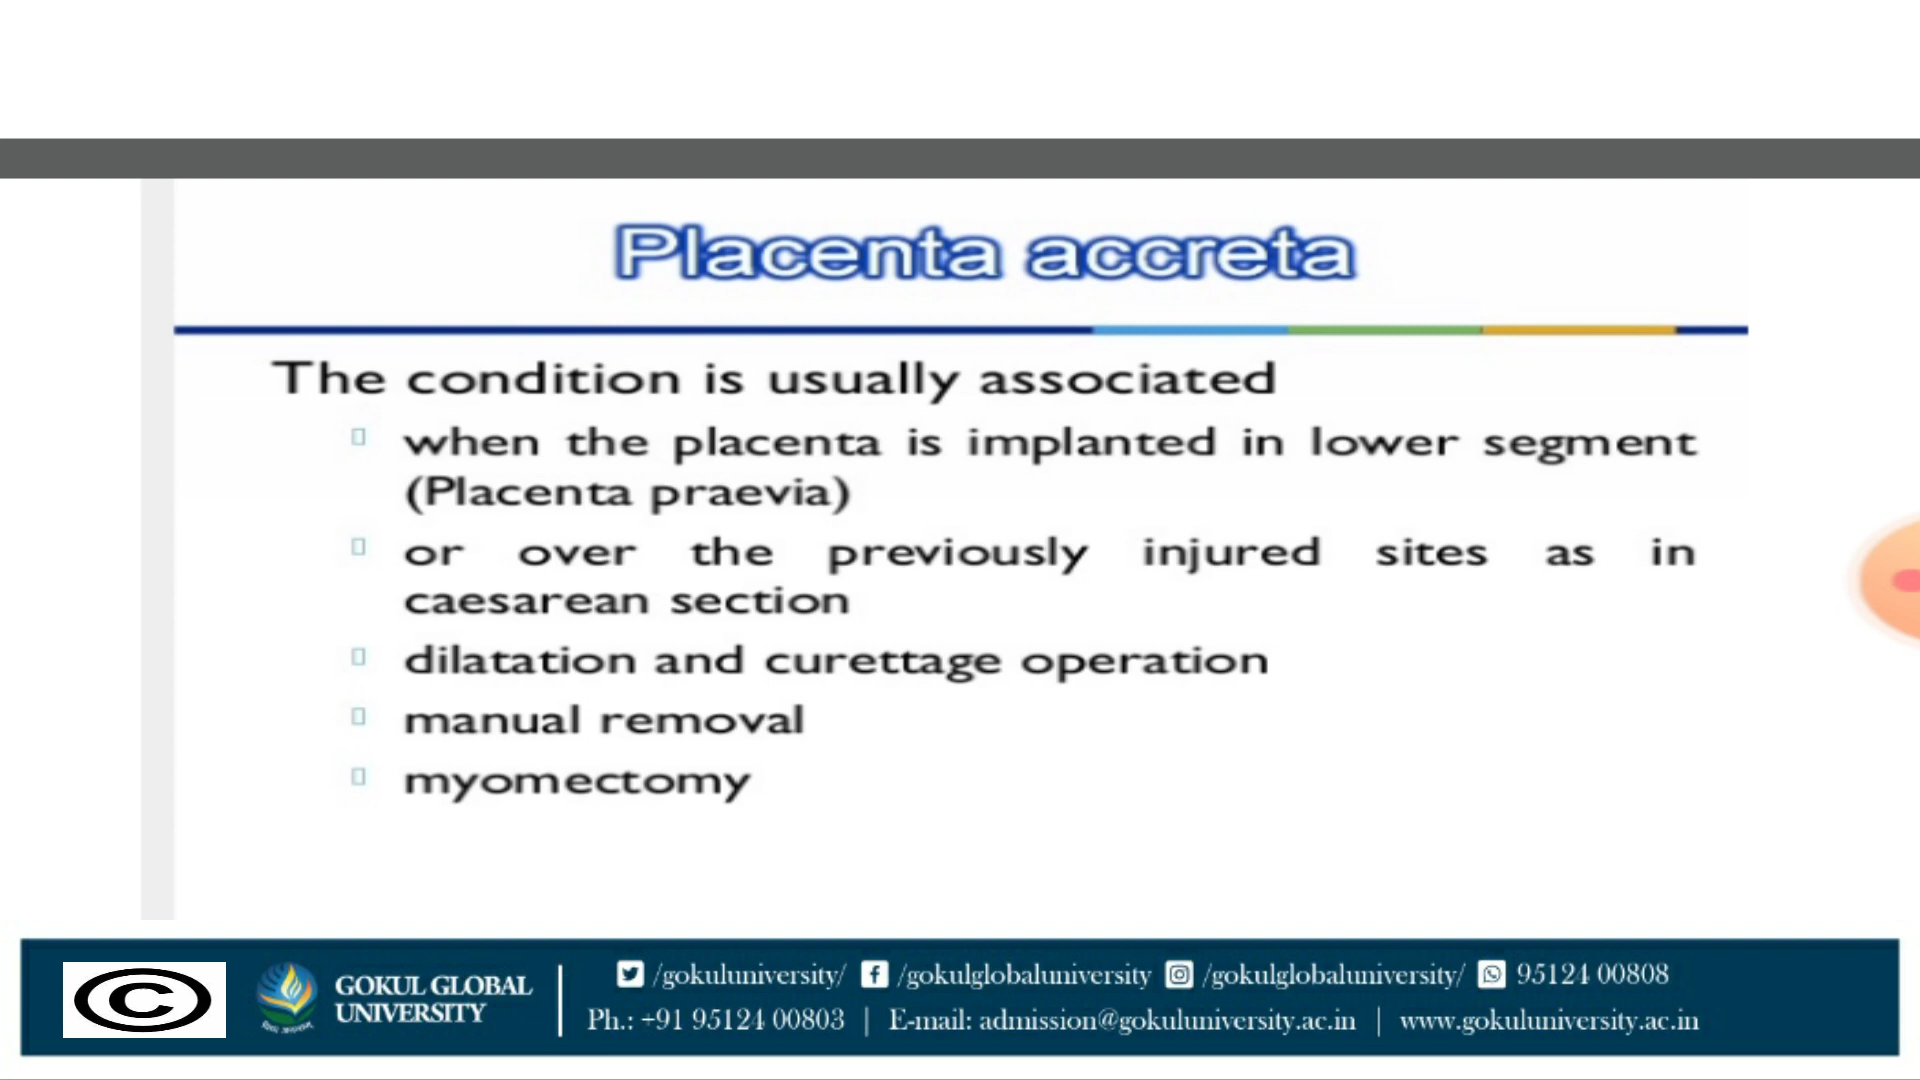 Placenta accreta
The condition is usually associated
when the placenta is implanted in lower segment
(Placenta praevia)
or over the previously injured sites as in
caesarean section
dilatation and curettage operation
manual removal
myomectomy
©
GOKUL GLOBAL
UNIVERSITY
/gokuluniversity/ /gokulglobaluniversity /gokulglobaluniversity/ 95124 00808
Ph.: +91 95124 00803 | E-mail: admission@gokuluniversity.ac.in | www.gokuluniversity.ac.in